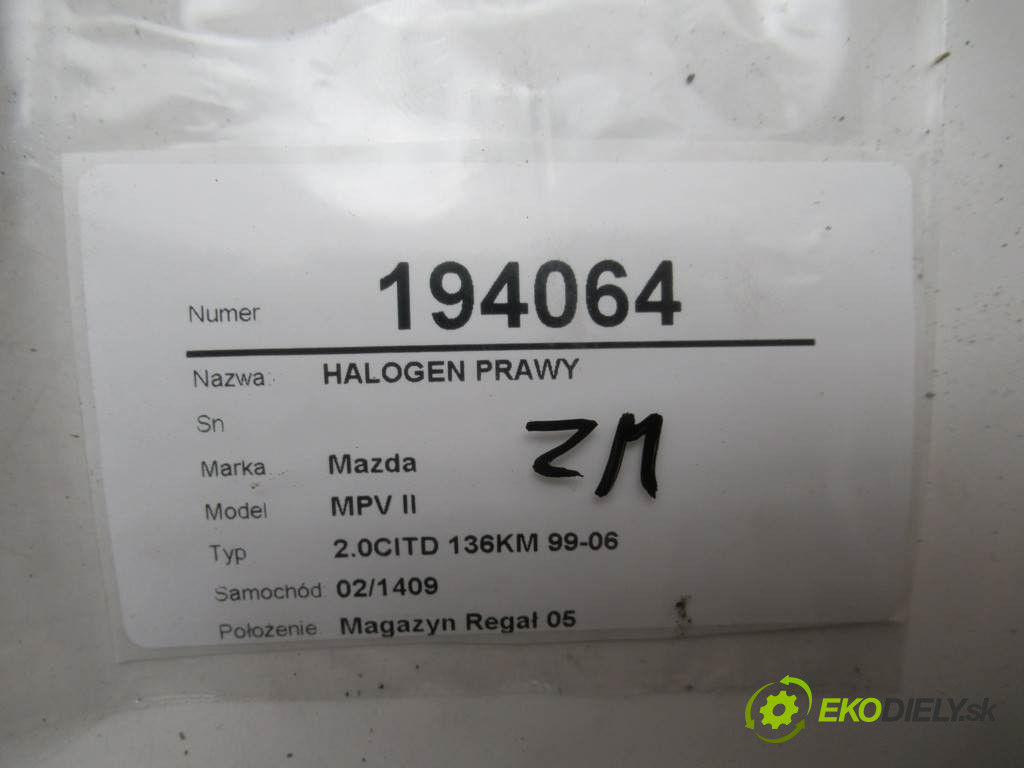 Numer 194064
Nazwa: HALOGEN PRAWY
Sn
Marka Mazda
ZM
Model MPV II
Typ 2.0CITD 136KM 99-06
Samochód: 02/1409
Położenie Magazyn Regał 05
EKODIELY.sk